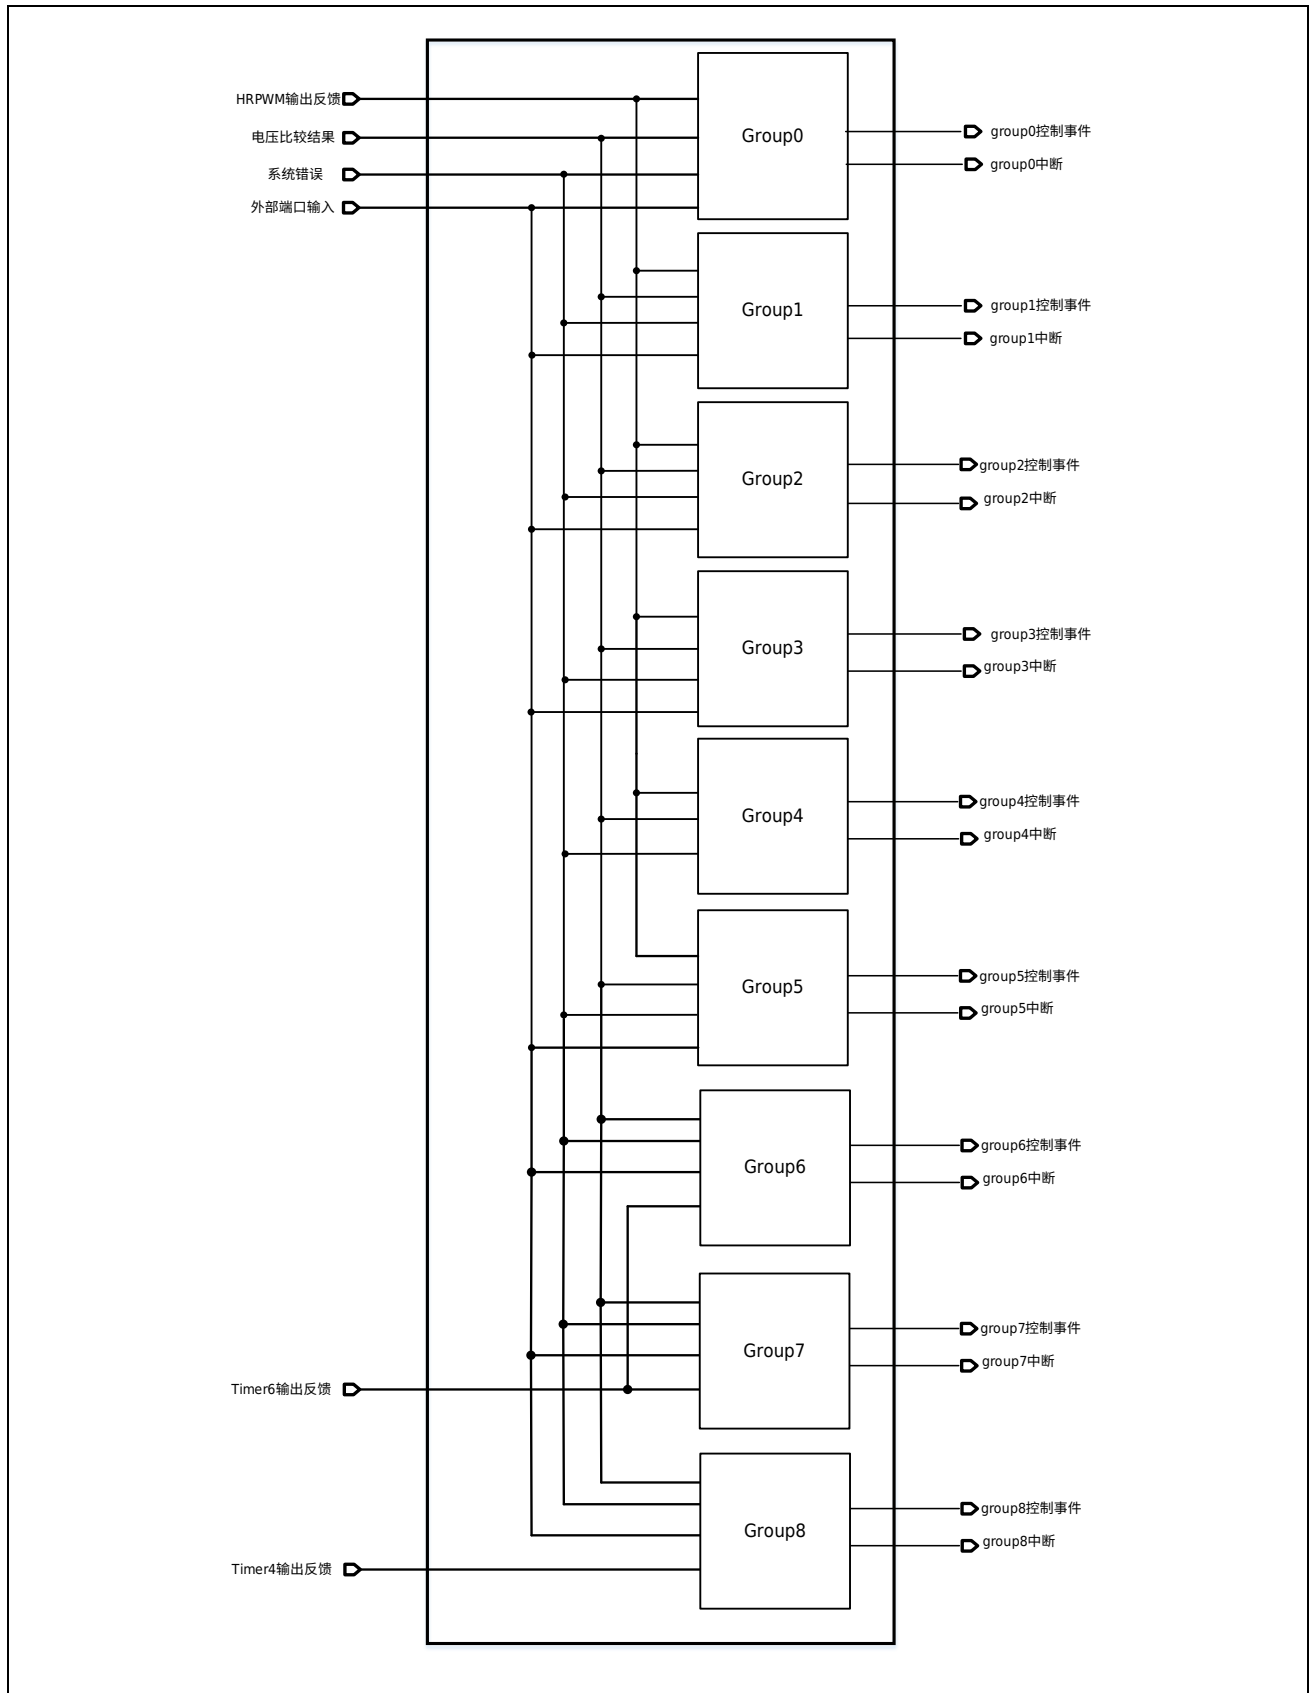 HRPWM输出反馈
电压比较结果
系统错误
外部端口输入
Group0
group0控制事件
group0中断
Group1
group1控制事件
group1中断
Group2
group2控制事件
group2中断
Group3
group3控制事件
group3中断
Group4
group4控制事件
group4中断
Group5
group5控制事件
group5中断
Group6
group6控制事件
group6中断
Group7
group7控制事件
group7中断
Timer6输出反馈
Group8
group8控制事件
group8中断
Timer4输出反馈